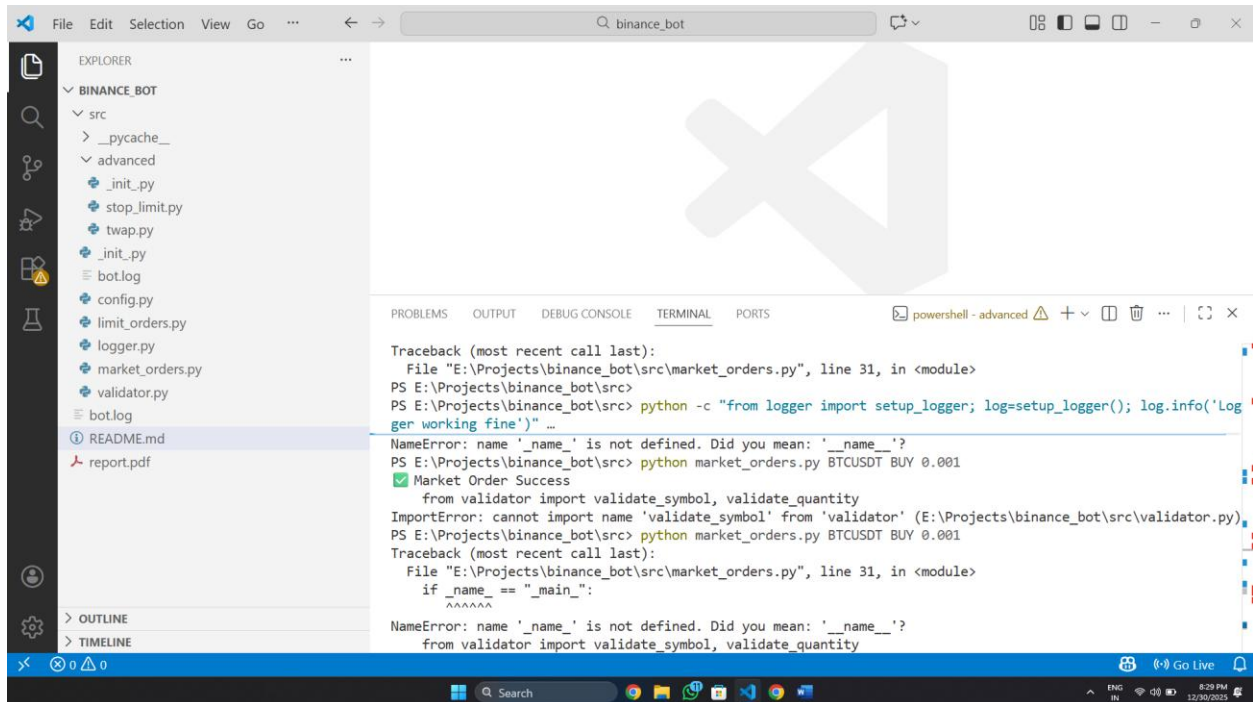 File Edit Selection View Go ··· ← → binance_bot
EXPLORER ···
BINANCE_BOT
src
__pycache__
advanced
_init_.py
stop_limit.py
twap.py
_init_.py
bot.log
config.py
limit_orders.py
logger.py
market_orders.py
validator.py
bot.log
README.md
report.pdf
OUTLINE
TIMELINE
PROBLEMS OUTPUT DEBUG CONSOLE TERMINAL PORTS powershell - advanced
Traceback (most recent call last):
File "E:\Projects\binance_bot\src\market_orders.py", line 31, in <module>
PS E:\Projects\binance_bot\src>
PS E:\Projects\binance_bot\src> python -c "from logger import setup_logger; log=setup_logger(); log.info('Log
ger working fine')" …
NameError: name '_name_' is not defined. Did you mean: '__name__'?
PS E:\Projects\binance_bot\src> python market_orders.py BTCUSDT BUY 0.001
✅ Market Order Success
from validator import validate_symbol, validate_quantity
ImportError: cannot import name 'validate_symbol' from 'validator' (E:\Projects\binance_bot\src\validator.py)
PS E:\Projects\binance_bot\src> python market_orders.py BTCUSDT BUY 0.001
Traceback (most recent call last):
File "E:\Projects\binance_bot\src\market_orders.py", line 31, in <module>
if _name_ == "_main_":
^^^^^^
NameError: name '_name_' is not defined. Did you mean: '__name__'?
from validator import validate_symbol, validate_quantity
0 0 Go Live
Search ENG IN 8:29 PM 12/30/2025